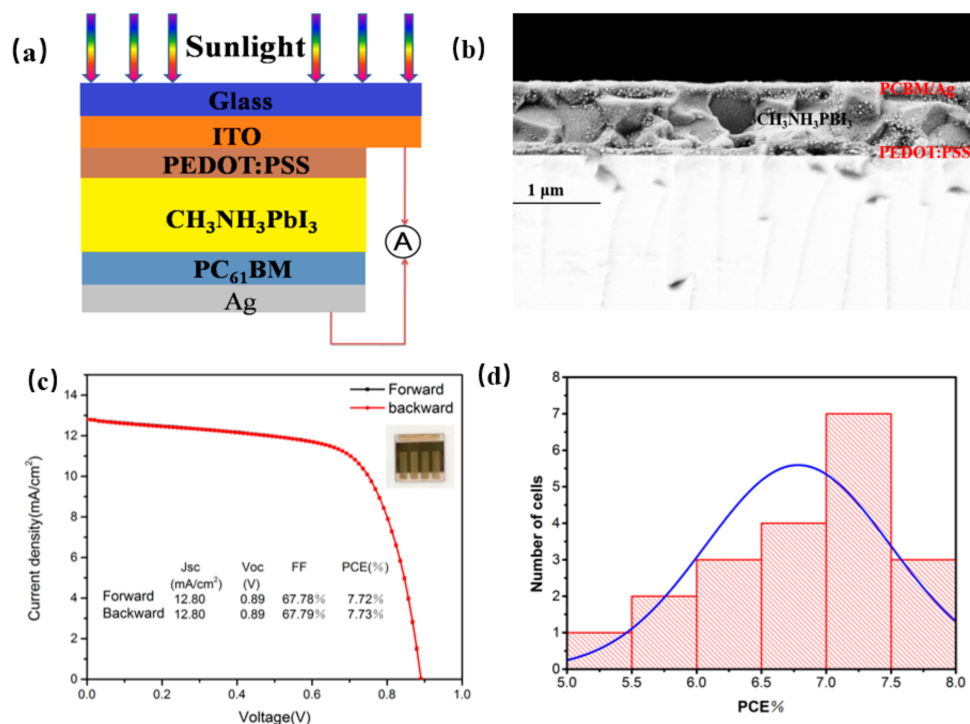 (a)
Sunlight
Glass
ITO
PEDOT:PSS
CH₃NH₃PbI₃
PC₆₁BM
Ag
A
(b)
PCBM/Ag
CH₃NH₃PBI₃
PEDOT:PSS
1 μm
(c)
Forward
backward
Current density(mA/cm²)
14
12
10
8
6
4
2
0
Jsc Voc FF PCE(%)
(mA/cm²) (V)
Forward 12.80 0.89 67.78% 7.72%
Backward 12.80 0.89 67.79% 7.73%
0.0 0.2 0.4 0.6 0.8 1.0
Voltage(V)
(d)
Number of cells
8
7
6
5
4
3
2
1
0
5.0 5.5 6.0 6.5 7.0 7.5 8.0
PCE%